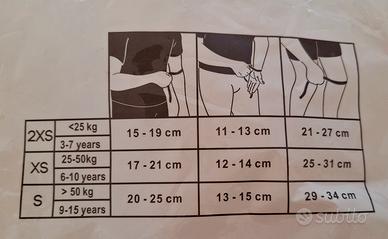 2XS <25 kg 15 - 19 cm 11 - 13 cm 21 - 27 cm
3-7 years
XS 25-50kg 17 - 21 cm 12 - 14 cm 25 - 31 cm
6-10 years
S > 50 kg 20 - 25 cm 13 - 15 cm 29 - 34 cm
9-15 years
subito